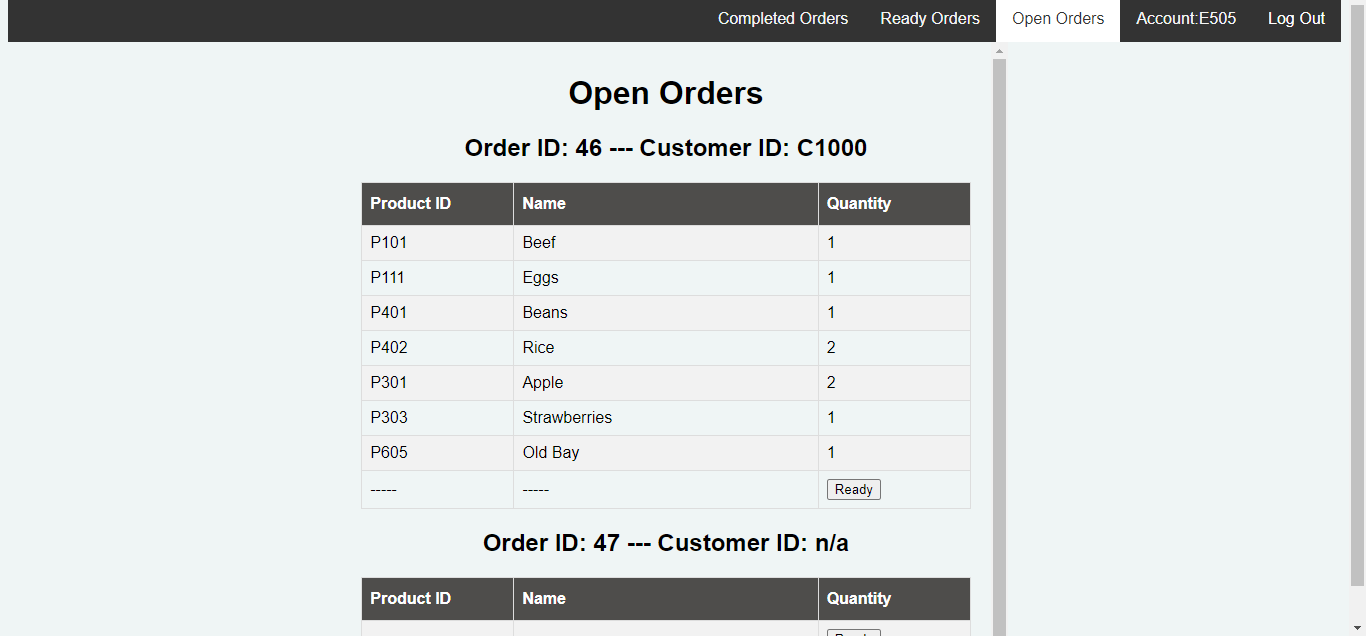 Completed Orders Ready Orders Open Orders Account:E505 Log Out
Open Orders
Order ID: 46 --- Customer ID: C1000
Product ID Name Quantity
P101 Beef 1
P111 Eggs 1
P401 Beans 1
P402 Rice 2
P301 Apple 2
P303 Strawberries 1
P605 Old Bay 1
----- ----- Ready
Order ID: 47 --- Customer ID: n/a
Product ID Name Quantity